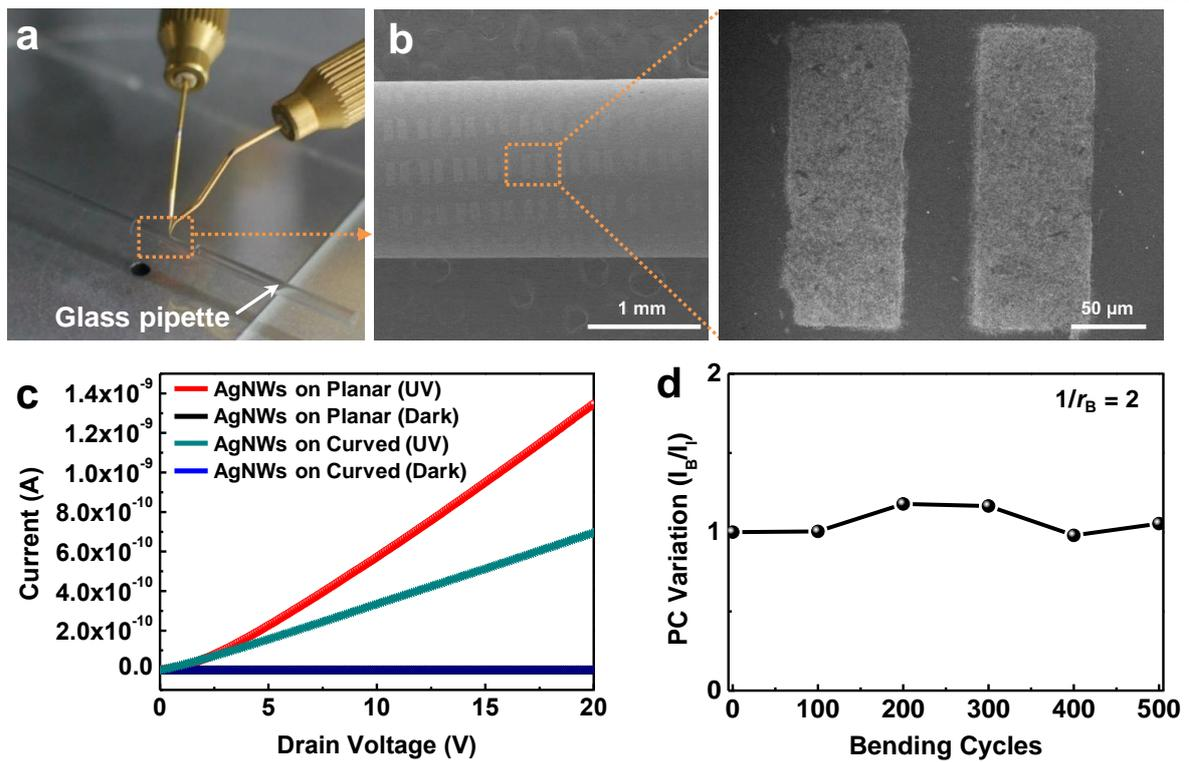 a
Glass pipette
b
1 mm
50 µm
c
AgNWs on Planar (UV)
AgNWs on Planar (Dark)
AgNWs on Curved (UV)
AgNWs on Curved (Dark)
1.4x10⁻⁹
1.2x10⁻⁹
1.0x10⁻⁹
8.0x10⁻¹⁰
6.0x10⁻¹⁰
4.0x10⁻¹⁰
2.0x10⁻¹⁰
0.0
Current (A)
0 5 10 15 20
Drain Voltage (V)
d
1/r_B = 2
2
1
0
PC Variation (I_B/I_I)
0 100 200 300 400 500
Bending Cycles